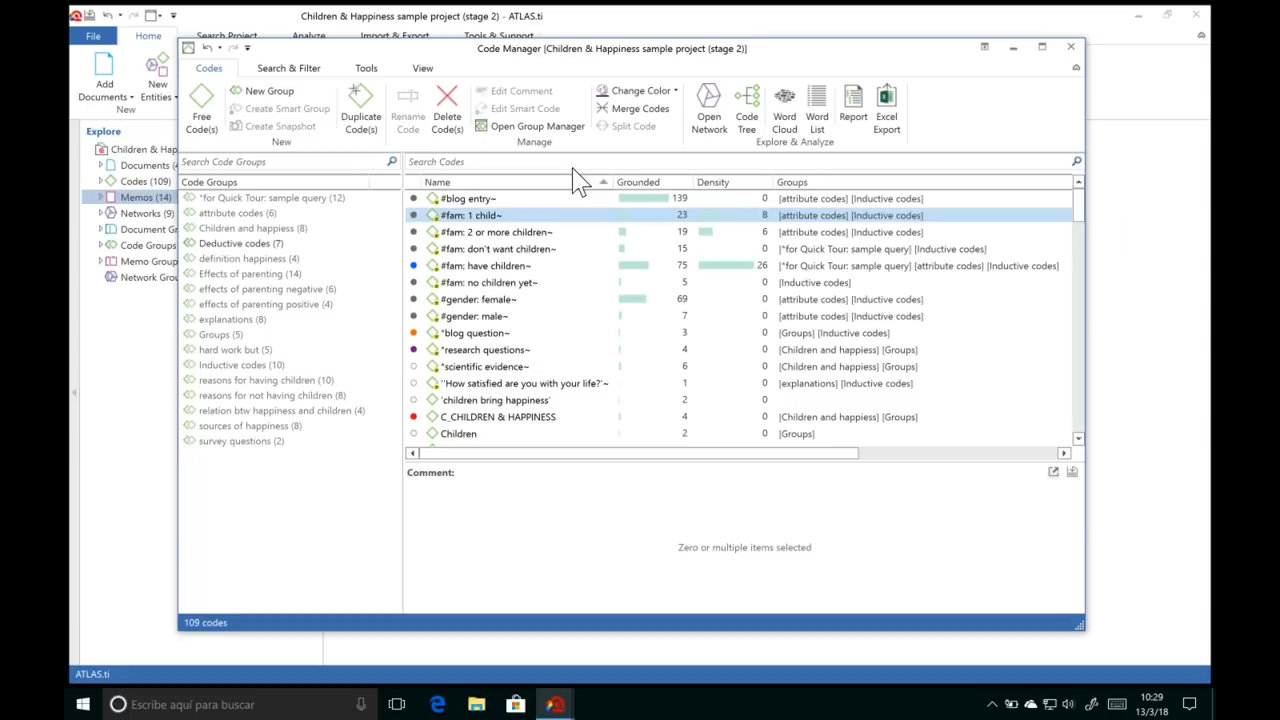 Children & Happiness sample project (stage 2) - ATLAS.ti
File Home Search Project Analyze Import & Export Tools & Support
Add Documents
New Entities
New
Explore
Children & Hap
Documents (4
Codes (109)
Memos (14)
Networks (9)
Document Gr
Code Groups
Memo Group
Network Grou
Code Manager [Children & Happiness sample project (stage 2)]
Codes Search & Filter Tools View
Free Code(s)
New Group
Create Smart Group
Create Snapshot
New
Duplicate Code(s)
Rename Code
Delete Code(s)
Edit Comment
Edit Smart Code
Open Group Manager
Change Color
Merge Codes
Split Code
Manage
Open Network
Code Tree
Word Cloud
Word List
Report
Excel Export
Explore & Analyze
Search Code Groups
Code Groups
*for Quick Tour: sample query (12)
attribute codes (6)
Children and happiess (8)
Deductive codes (7)
definition happiness (4)
Effects of parenting (14)
effects of parenting negative (6)
effects of parenting positive (4)
explanations (8)
Groups (5)
hard work but (5)
Inductive codes (10)
reasons for having children (10)
reasons for not having children (8)
relation btw happiness and children (4)
sources of happiness (8)
survey questions (2)
Search Codes
Name Grounded Density Groups
#blog entry~ 139 0 [attribute codes] [Inductive codes]
#fam: 1 child~ 23 8 [attribute codes] [Inductive codes]
#fam: 2 or more children~ 19 6 [attribute codes] [Inductive codes]
#fam: don't want children~ 15 0 [*for Quick Tour: sample query] [Inductive codes]
#fam: have children~ 75 26 [*for Quick Tour: sample query] [attribute codes] [Inductive codes]
#fam: no children yet~ 5 0 [Inductive codes]
#gender: female~ 69 0 [attribute codes] [Inductive codes]
#gender: male~ 7 0 [attribute codes] [Inductive codes]
*blog question~ 3 0 [Groups] [Inductive codes]
*research questions~ 4 0 [Children and happiess] [Groups]
*scientific evidence~ 6 0 [Children and happiess] [Groups]
"How satisfied are you with your life?'~ 1 0 [explanations] [Inductive codes]
'children bring happiness' 2 0
C_CHILDREN & HAPPINESS 4 0 [Children and happiess] [Groups]
Children 2 0 [Groups]
Comment:
Zero or multiple items selected
109 codes
ATLAS.ti
Escribe aquí para buscar
10:29
13/3/18